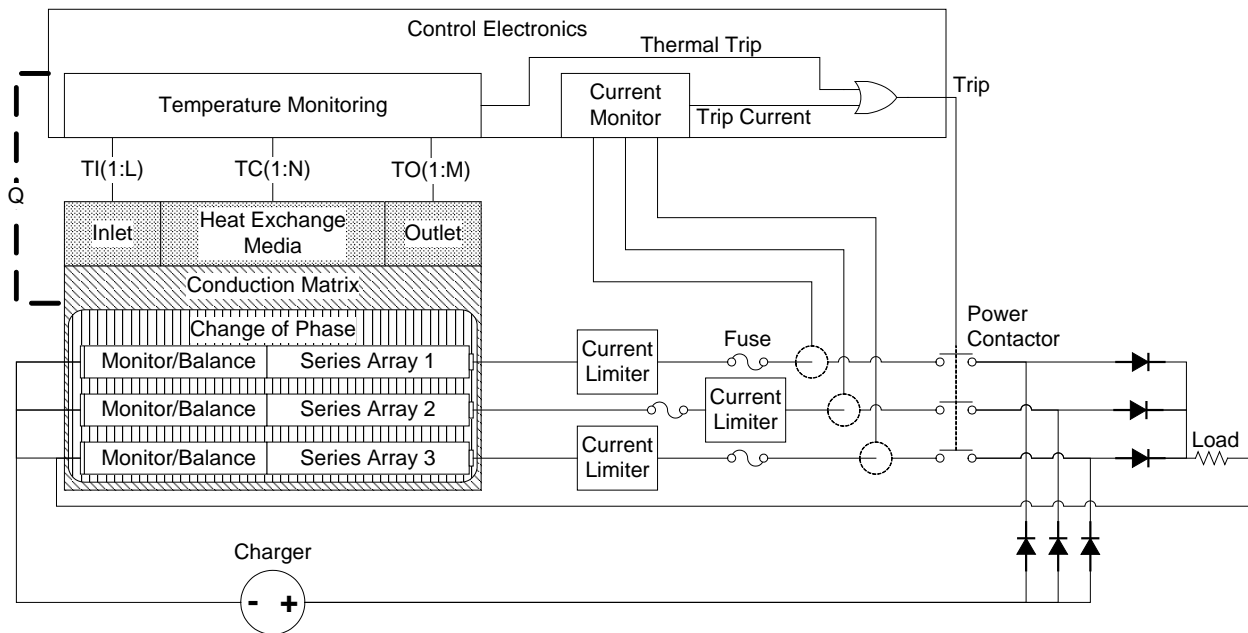 Control Electronics
Thermal Trip
Temperature Monitoring
Current
Monitor
Trip Current
Trip
TI(1:L)
TC(1:N)
TO(1:M)
Q
Inlet
Heat Exchange
Media
Outlet
Conduction Matrix
Change of Phase
Monitor/Balance
Series Array 1
Monitor/Balance
Series Array 2
Monitor/Balance
Series Array 3
Current
Limiter
Fuse
Current
Limiter
Current
Limiter
Power
Contactor
Load
Charger
- +